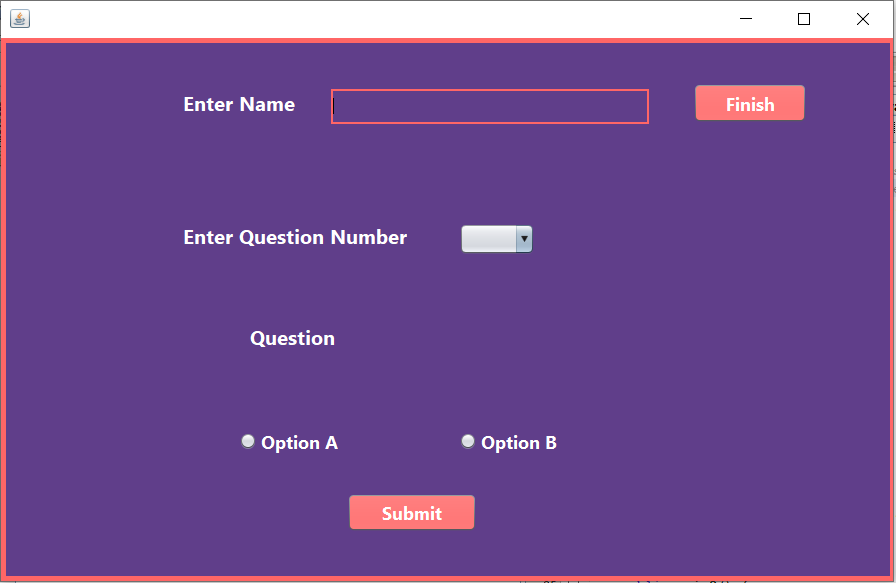 Enter Name
Finish
Enter Question Number
Question
Option A
Option B
Submit